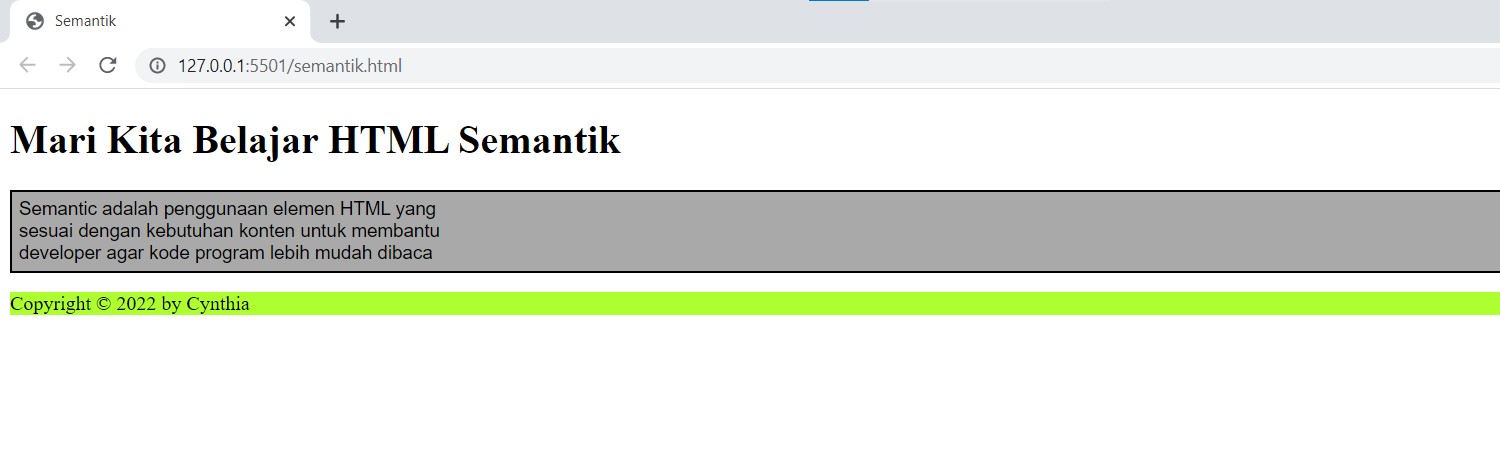 Semantik
127.0.0.1:5501/semantik.html
Mari Kita Belajar HTML Semantik
Semantic adalah penggunaan elemen HTML yang
sesuai dengan kebutuhan konten untuk membantu
developer agar kode program lebih mudah dibaca
Copyright © 2022 by Cynthia